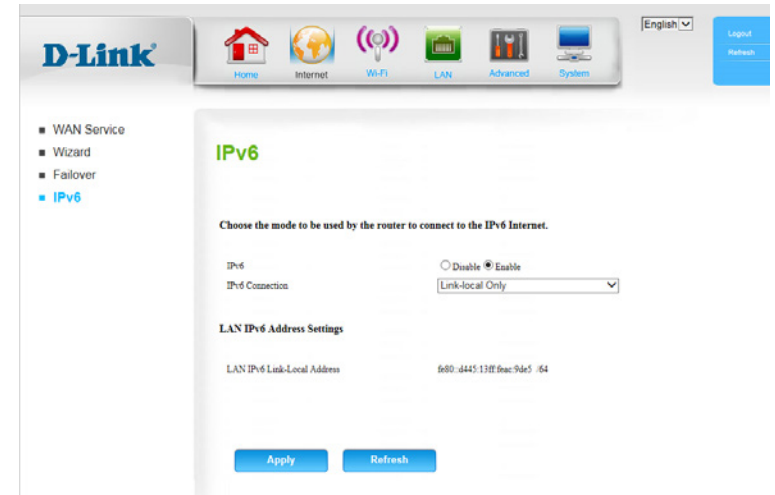 D-Link
Home Internet Wi-Fi LAN Advanced System
English
Logout
Refresh
WAN Service
Wizard
Failover
IPv6
IPv6
Choose the mode to be used by the router to connect to the IPv6 Internet.
IPv6 Disable Enable
IPv6 Connection Link-local Only
LAN IPv6 Address Settings
LAN IPv6 Link-Local Address fe80::d445:13ff:feac:9de5 /64
Apply Refresh